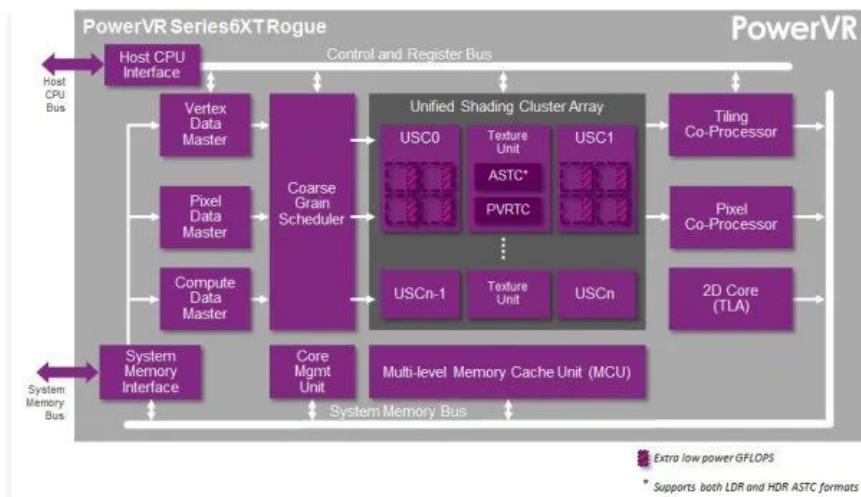 PowerVR Series6XT Rogue
PowerVR
Host CPU
Interface
Control and Register Bus
Host
CPU
Bus
Vertex
Data
Master
Pixel
Data
Master
Compute
Data
Master
Coarse
Grain
Scheduler
Unified Shading Cluster Array
USC0
Texture
Unit
ASTC*
PVRTC
USC1
USCn-1
Texture
Unit
USCn
Tiling
Co-Processor
Pixel
Co-Processor
2D Core
(TLA)
System
Memory
Interface
Core
Mgmt
Unit
Multi-level Memory Cache Unit (MCU)
System
Memory
Bus
System Memory Bus
Extra low power GFLOPS
* Supports both LDR and HDR ASTC formats